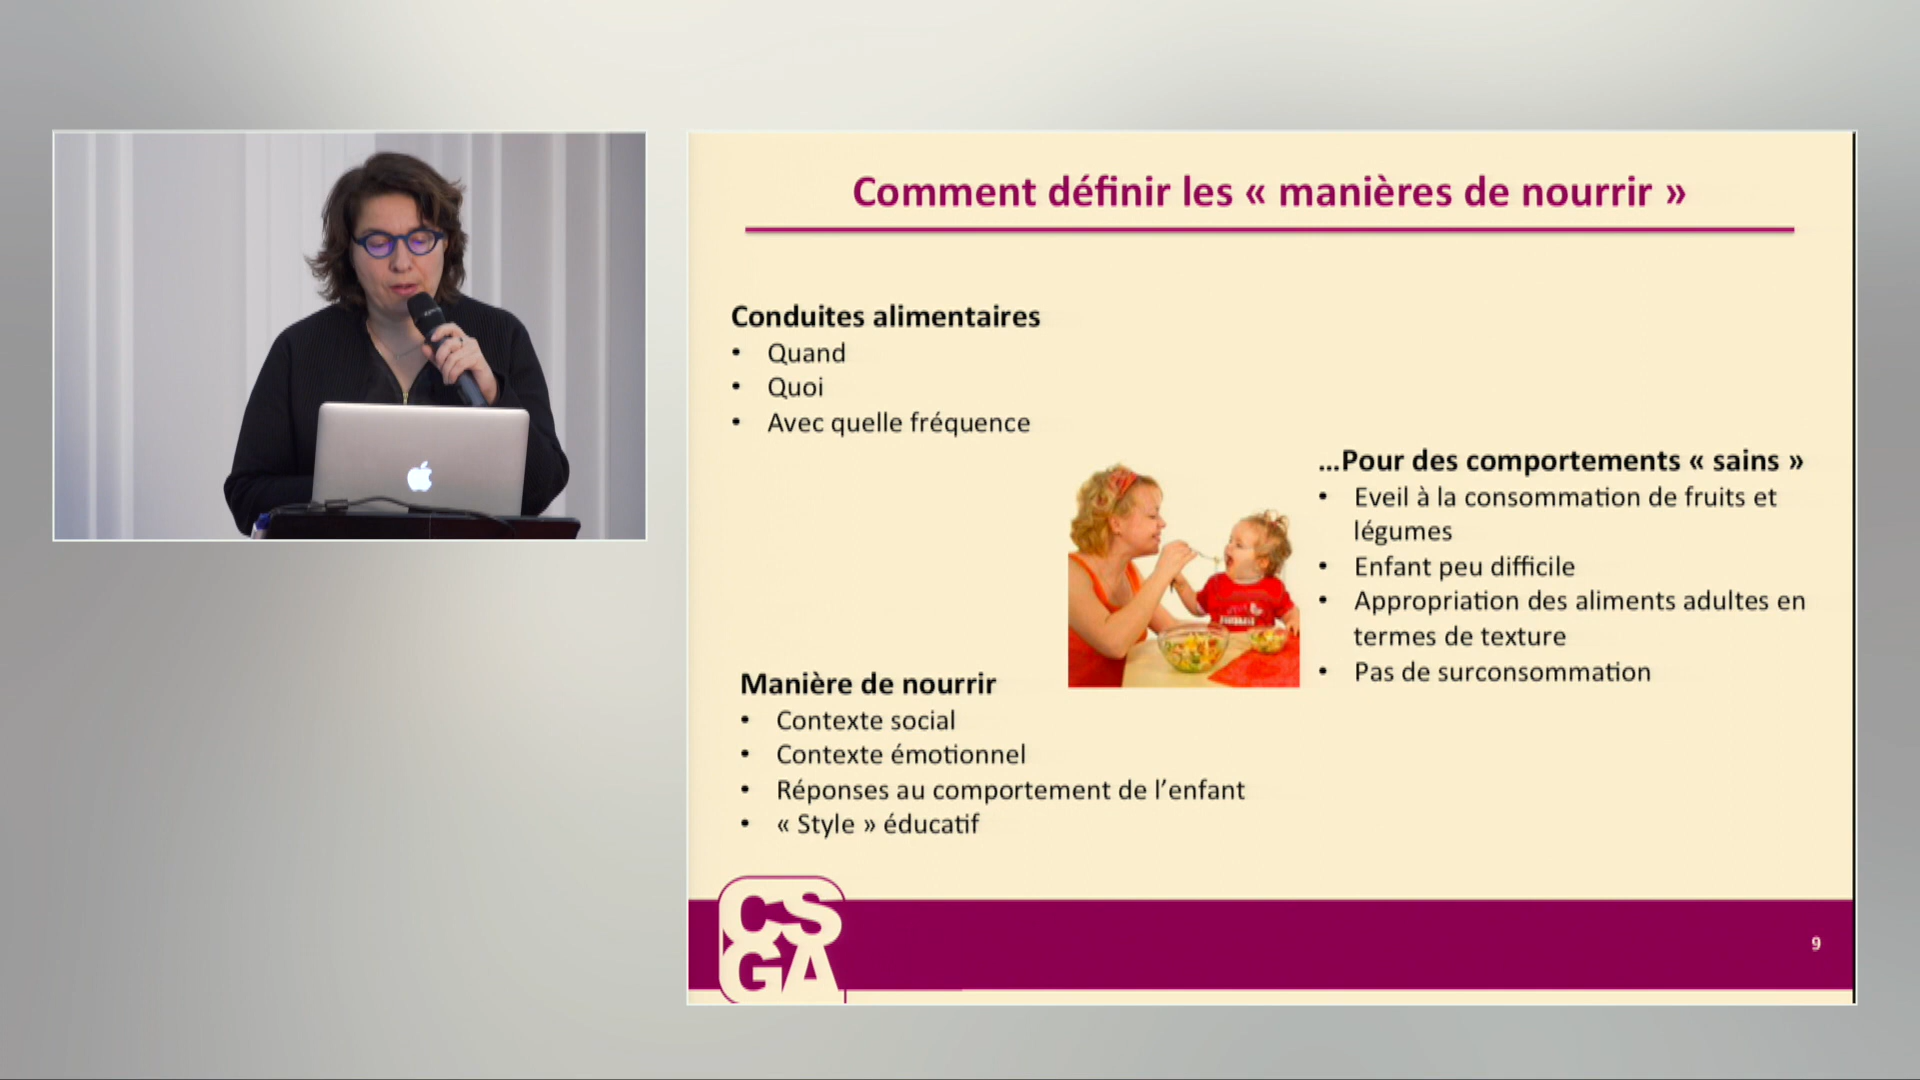 Comment définir les « manières de nourrir »
Conduites alimentaires
• Quand
• Quoi
• Avec quelle fréquence
...Pour des comportements « sains »
• Eveil à la consommation de fruits et
légumes
• Enfant peu difficile
• Appropriation des aliments adultes en
termes de texture
• Pas de surconsommation
Manière de nourrir
• Contexte social
• Contexte émotionnel
• Réponses au comportement de l'enfant
• « Style » éducatif
CS
GA
9